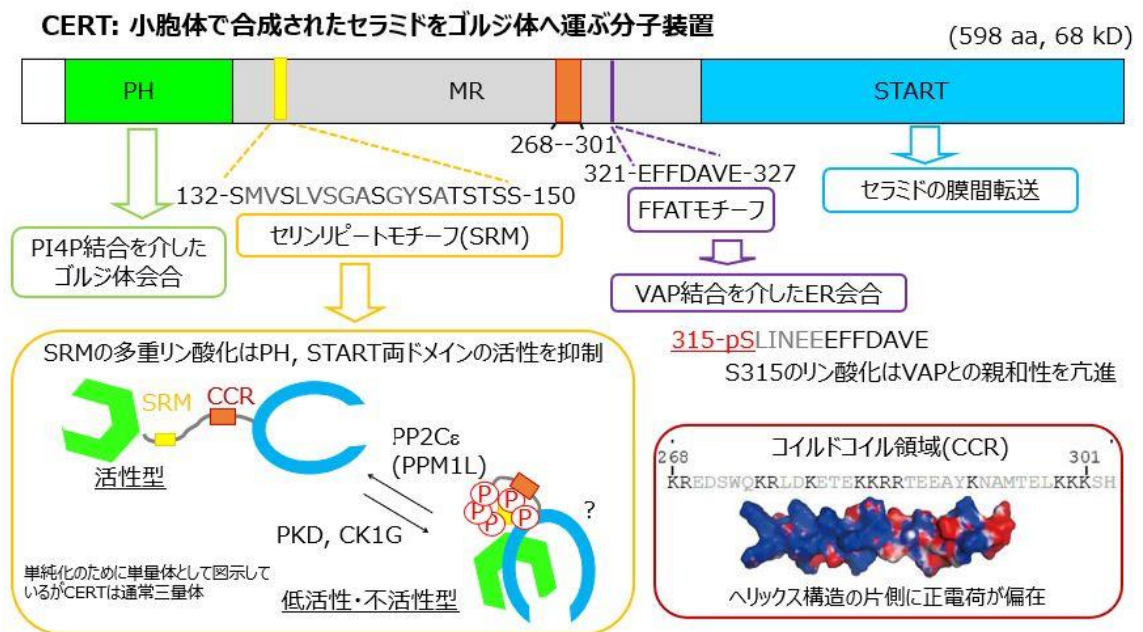 CERT: 小胞体で合成されたセラミドをゴルジ体へ運ぶ分子装置
(598 aa, 68 kD)
PH
MR
START
268--301
321-EFFDAVE-327
132-SMVSLVSGASGYSATSTSS-150
FFATモチーフ
セラミドの膜間転送
セリンリピートモチーフ(SRM)
PI4P結合を介した
ゴルジ体会合
VAP結合を介したER会合
315-pSLINEEEFFDAVE
S315のリン酸化はVAPとの親和性を亢進
SRMの多重リン酸化はPH, START両ドメインの活性を抑制
SRM
CCR
活性型
PP2Cε
(PPM1L)
PKD, CK1G
P
P
P
P
P
?
単純化のために単量体として図示して
いるがCERTは通常三量体
低活性・不活性型
コイルドコイル領域(CCR)
268
301
KREDSWQKRLDKETEKKRRTEEAYKNAMTELKKKSH
ヘリックス構造の片側に正電荷が偏在